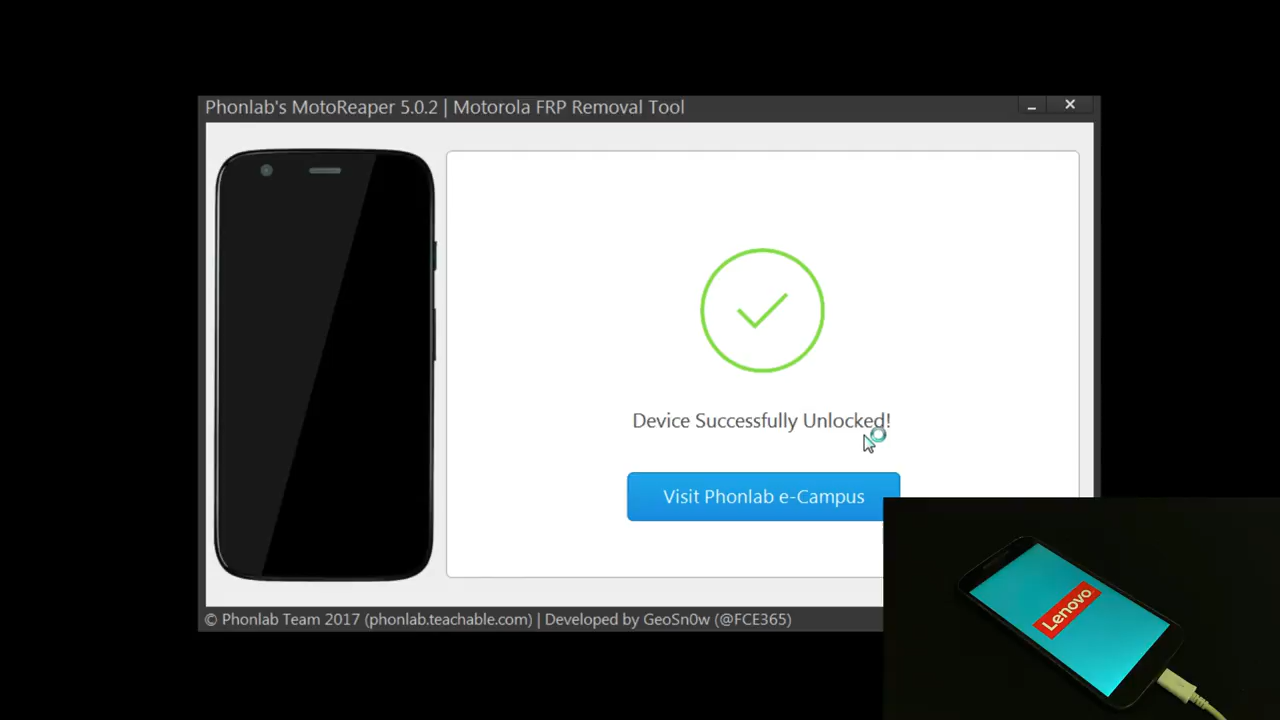 Phonlab's MotoReaper 5.0.2 | Motorola FRP Removal Tool
Device Successfully Unlocked!
Visit Phonlab e-Campus
© Phonlab Team 2017 (phonlab.teachable.com) | Developed by GeoSn0w (@FCE365)
Lenovo